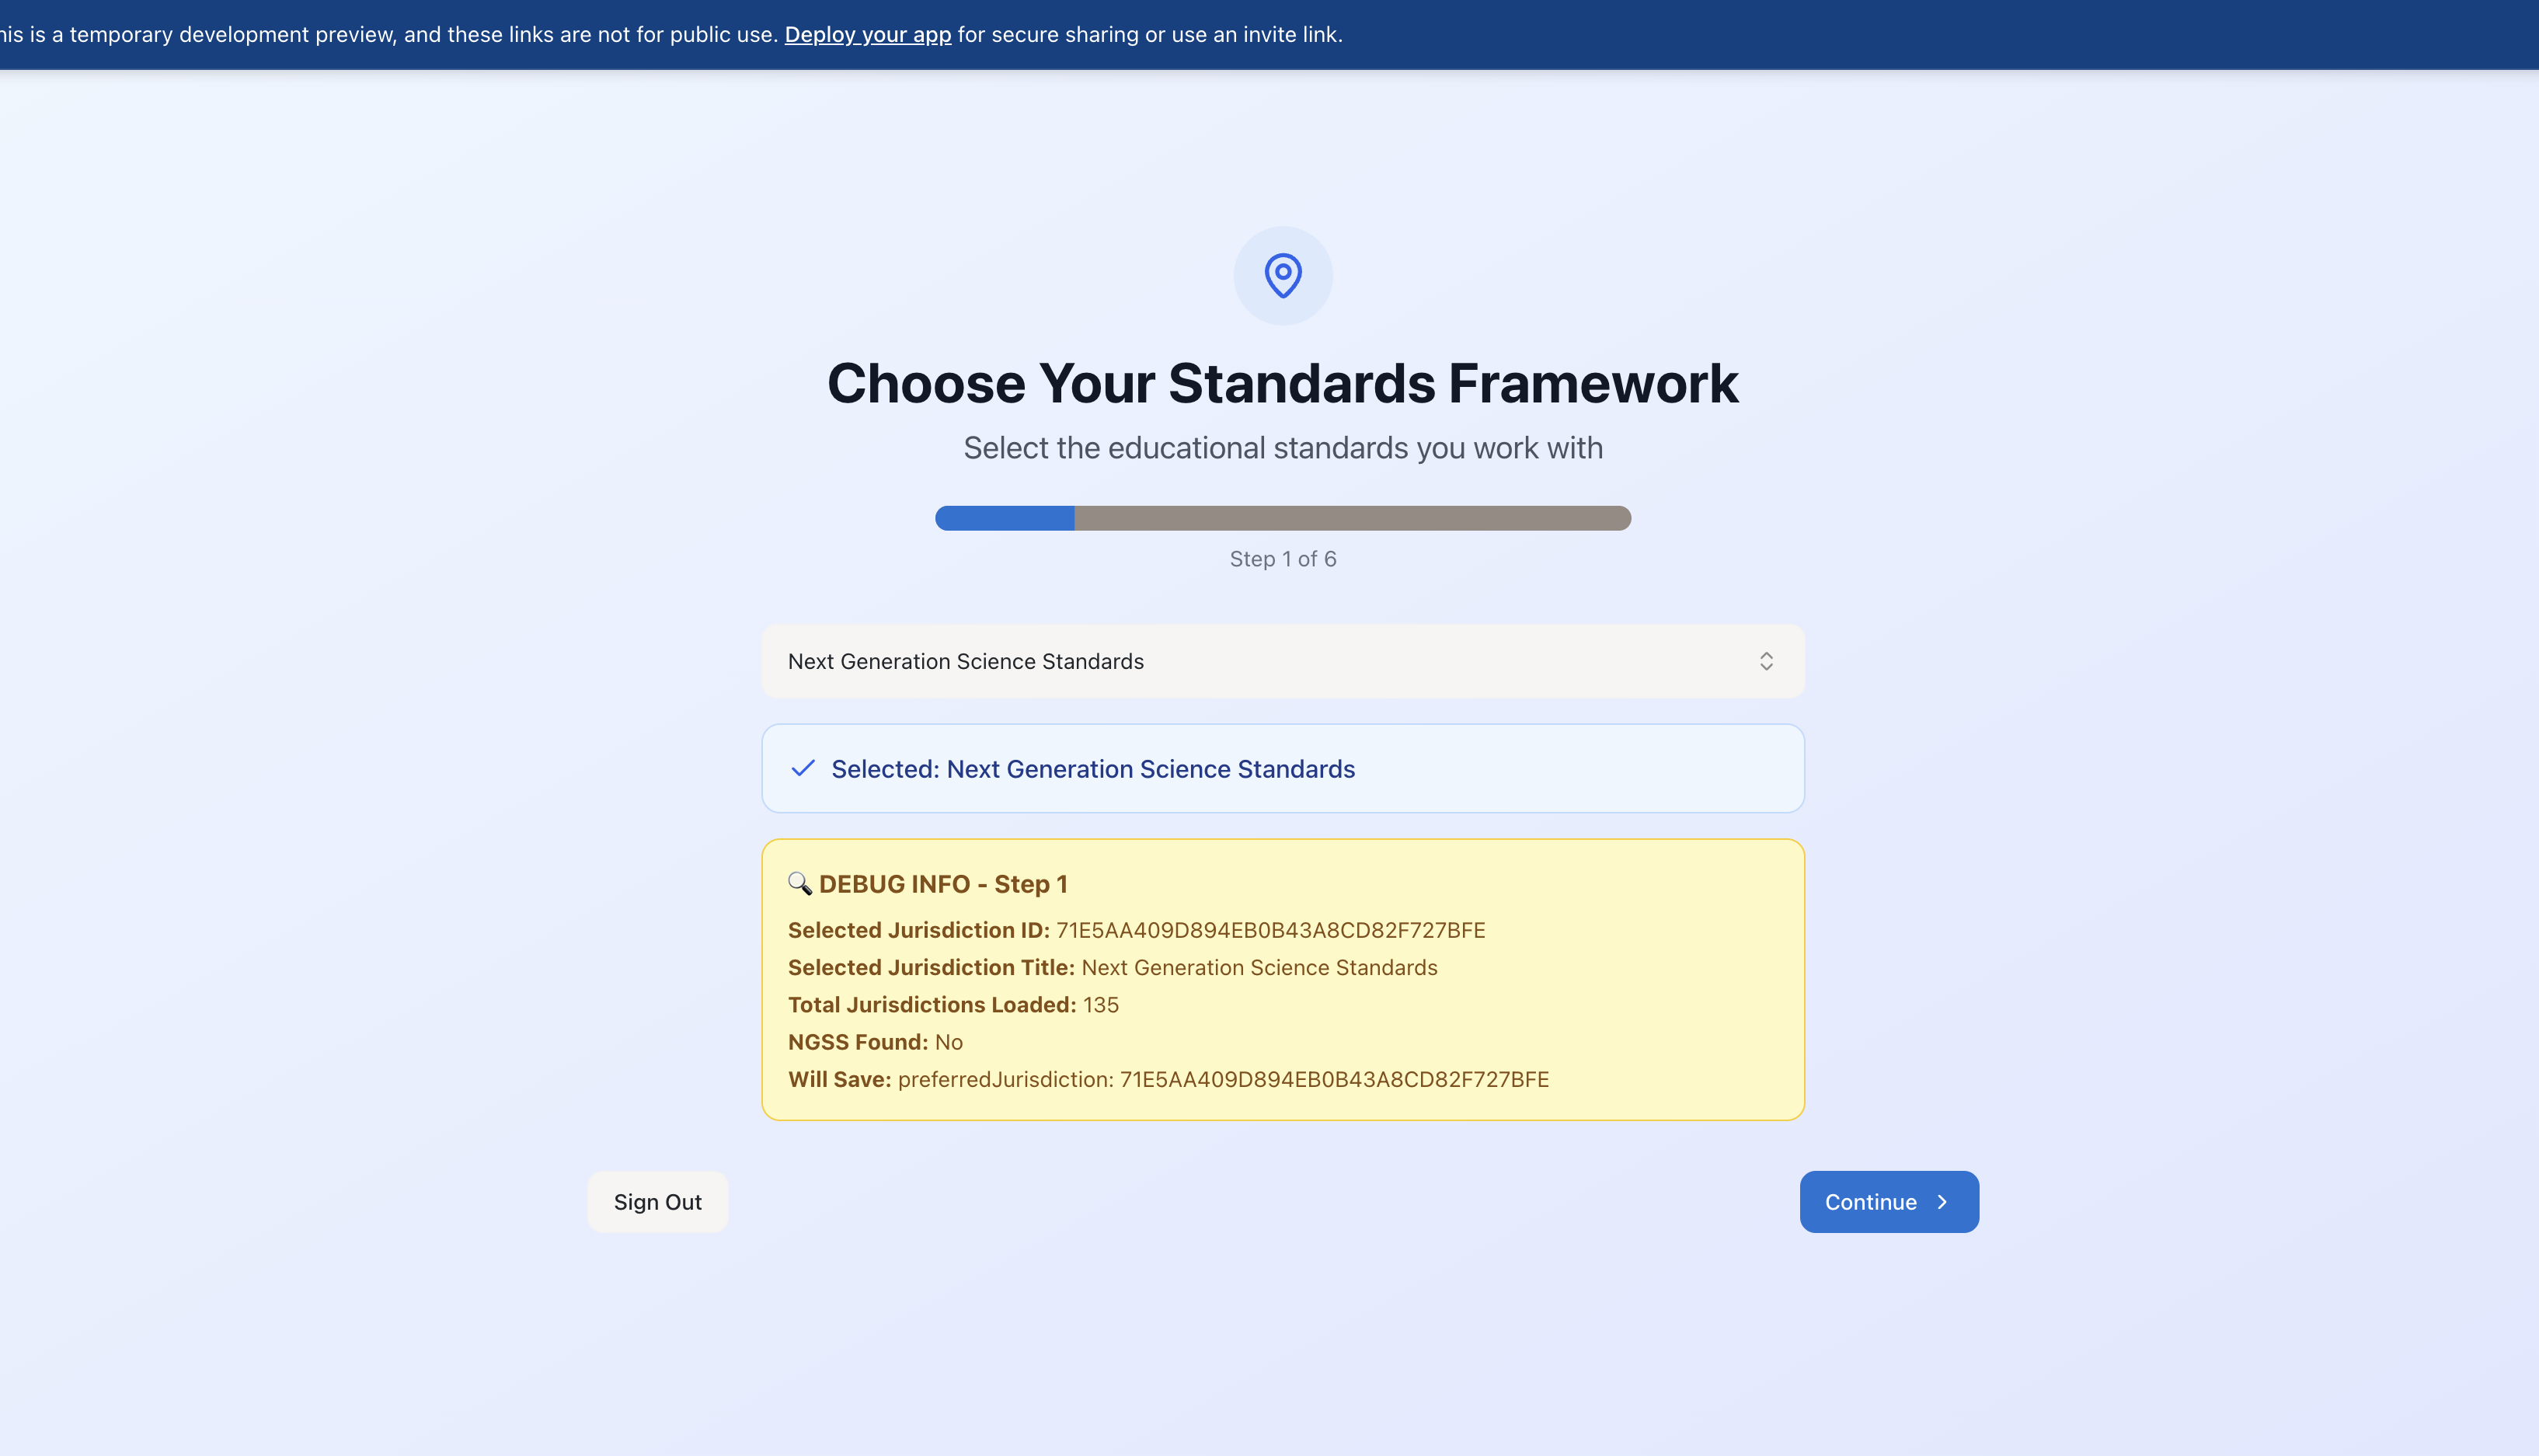 his is a temporary development preview, and these links are not for public use. Deploy your app for secure sharing or use an invite link.
Choose Your Standards Framework
Select the educational standards you work with
Step 1 of 6
Next Generation Science Standards
Selected: Next Generation Science Standards
🔍 DEBUG INFO - Step 1
Selected Jurisdiction ID: 71E5AA409D894EB0B43A8CD82F727BFE
Selected Jurisdiction Title: Next Generation Science Standards
Total Jurisdictions Loaded: 135
NGSS Found: No
Will Save: preferredJurisdiction: 71E5AA409D894EB0B43A8CD82F727BFE
Sign Out
Continue